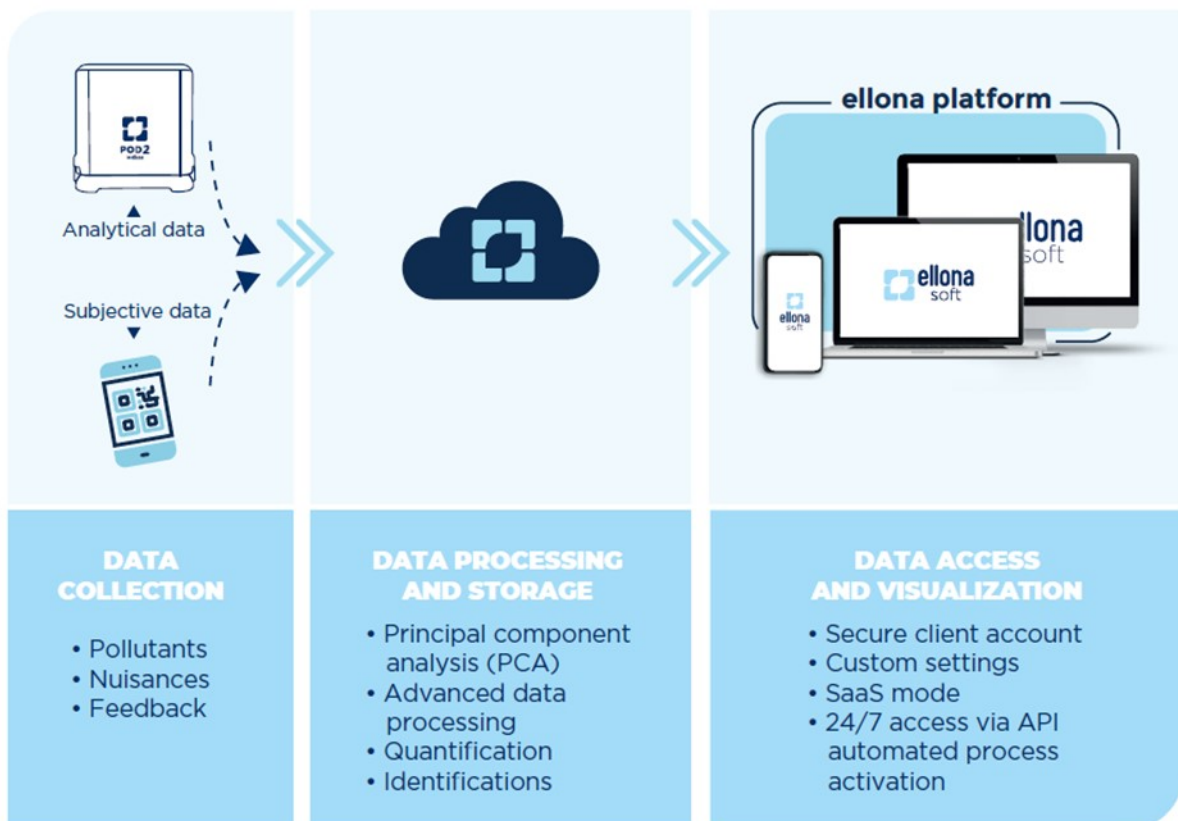 POD2
Analytical data
Subjective data
ellona platform
ellona
soft
ellona
soft
llona
soft
DATA
COLLECTION
• Pollutants
• Nuisances
• Feedback
DATA PROCESSING
AND STORAGE
• Principal component
analysis (PCA)
• Advanced data
processing
• Quantification
• Identifications
DATA ACCESS
AND VISUALIZATION
• Secure client account
• Custom settings
• SaaS mode
• 24/7 access via API
automated process
activation